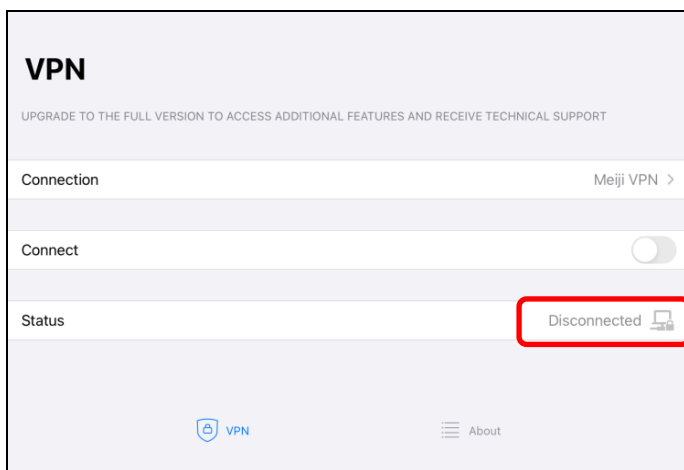 VPN
UPGRADE TO THE FULL VERSION TO ACCESS ADDITIONAL FEATURES AND RECEIVE TECHNICAL SUPPORT
Connection Meiji VPN >
Connect
Status Disconnected
VPN About